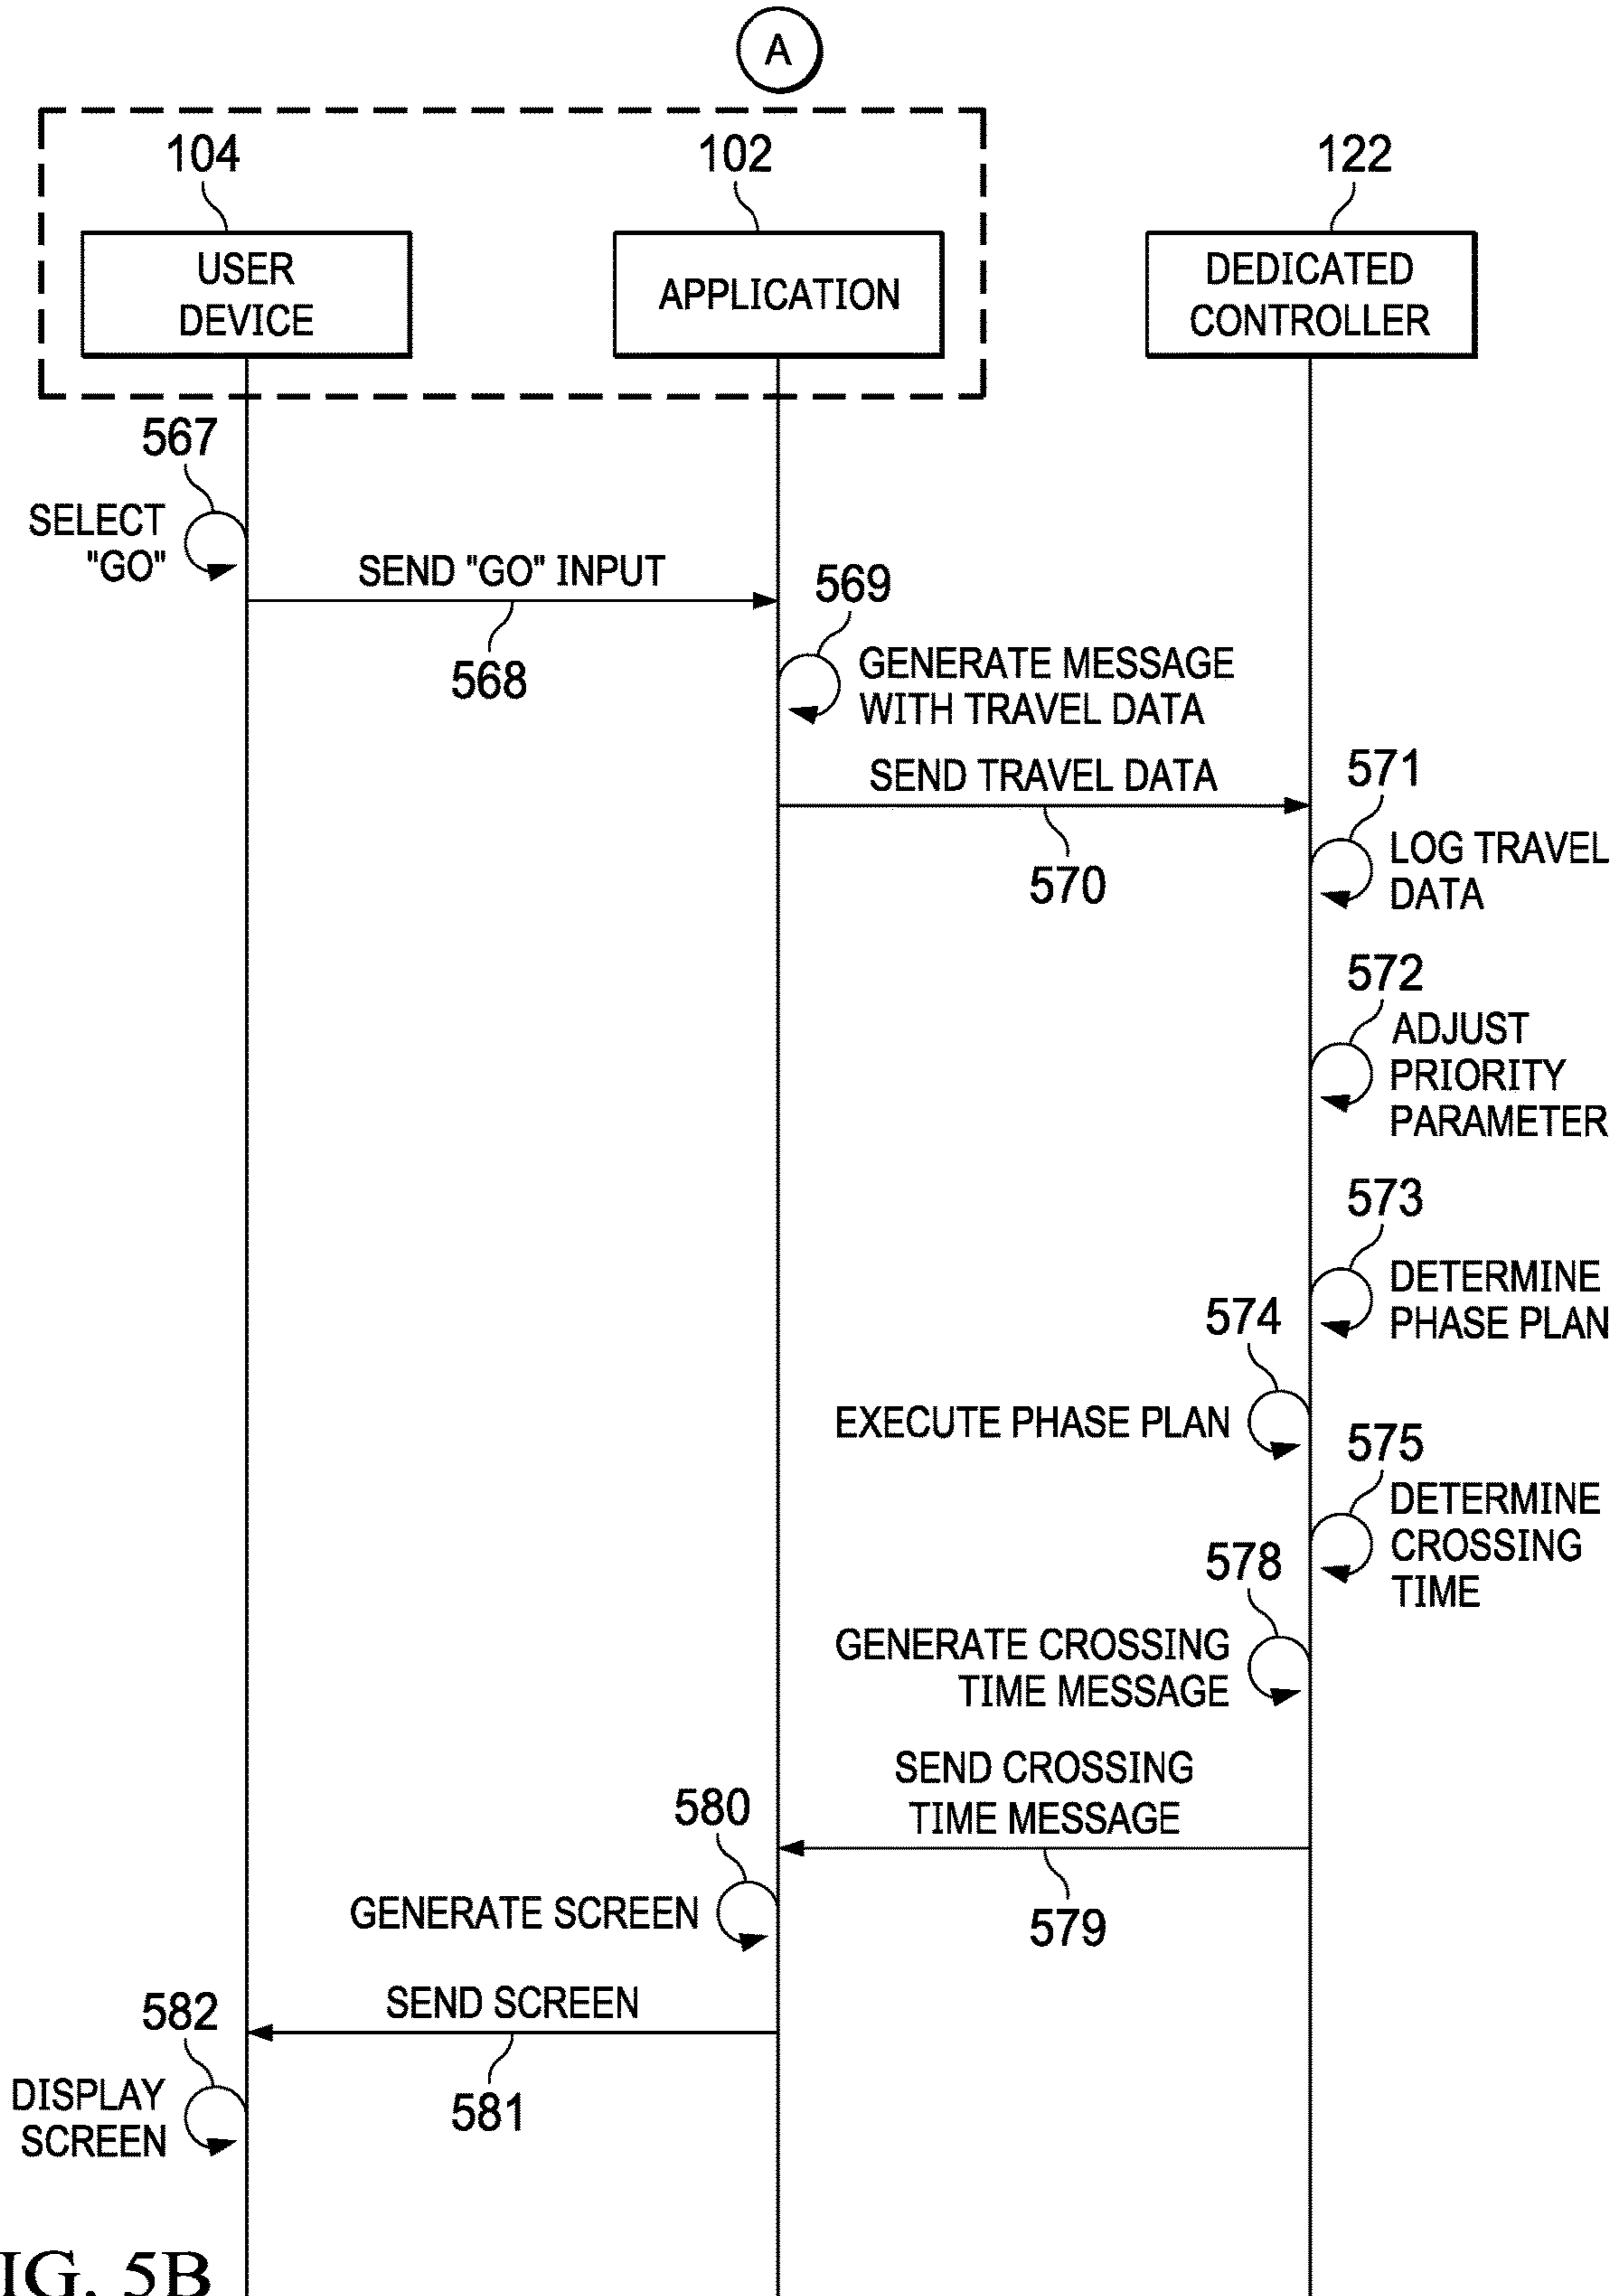 A
104
102
122
USER
DEVICE
APPLICATION
DEDICATED
CONTROLLER
567
SELECT
"GO"
SEND "GO" INPUT
568
569
GENERATE MESSAGE
WITH TRAVEL DATA
SEND TRAVEL DATA
570
571
LOG TRAVEL
DATA
572
ADJUST
PRIORITY
PARAMETER
573
DETERMINE
PHASE PLAN
574
EXECUTE PHASE PLAN
575
DETERMINE
CROSSING
TIME
578
GENERATE CROSSING
TIME MESSAGE
SEND CROSSING
TIME MESSAGE
579
580
GENERATE SCREEN
SEND SCREEN
581
582
DISPLAY
SCREEN
IG. 5B